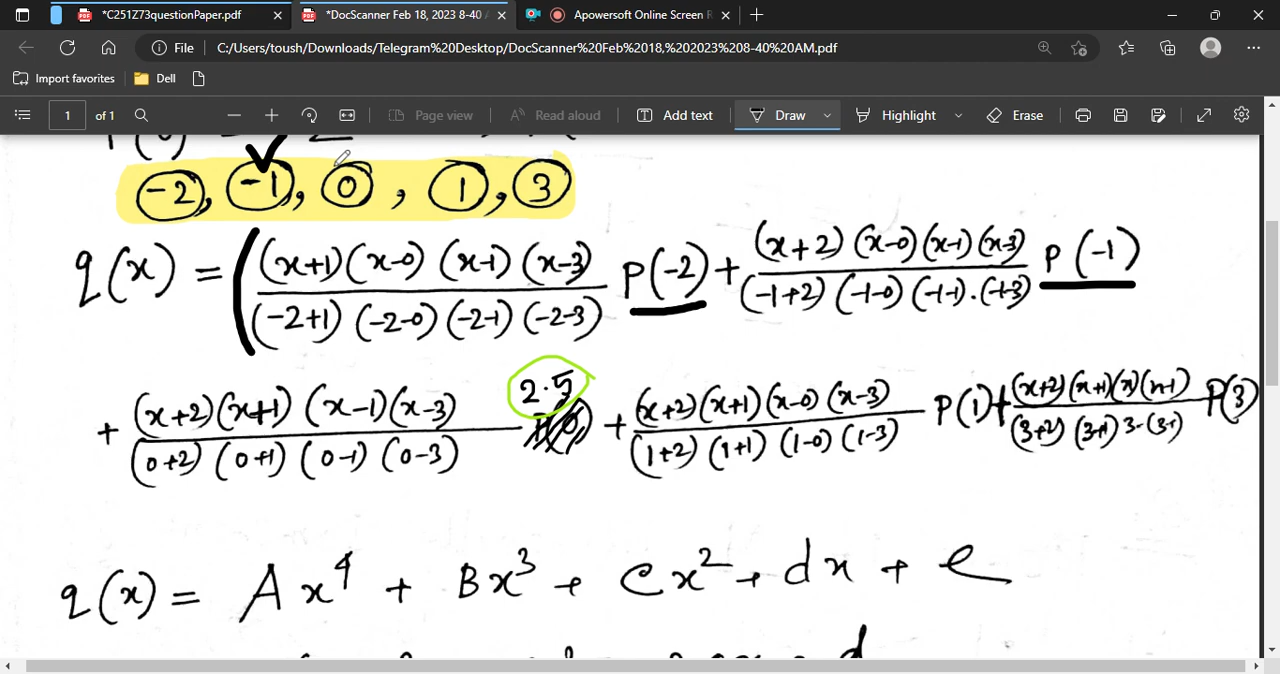 *C251Z73questionPaper.pdf
*DocScanner Feb 18, 2023 8-40 A
Apowersoft Online Screen R
File C:/Users/toush/Downloads/Telegram%20Desktop/DocScanner%20Feb%2018,%202023%208-40%20AM.pdf
Import favorites Dell
1 of 1 Page view Read aloud Add text Draw Highlight Erase
-2, -1, 0, 1, 3
q(x) = ( (x+1)(x-0)(x-1)(x-3) / (-2+1)(-2-0)(-2-1)(-2-3) P(-2) + (x+2)(x-0)(x-1)(x-3) / (-1+2)(-1-0)(-1-1).(-1-3) P(-1)
+ (x+2)(x+1)(x-1)(x-3) / (0+2)(0+1)(0-1)(0-3) 2.5 + (x+2)(x+1)(x-0)(x-3) / (1+2)(1+1)(1-0)(1-3) P(1) + (x+2)(x+1)(x)(x-1) / (3+2)(3+1) 3-(3-1) P(3)
q(x) = Ax^4 + Bx^3 + Cx^2 + dx + e